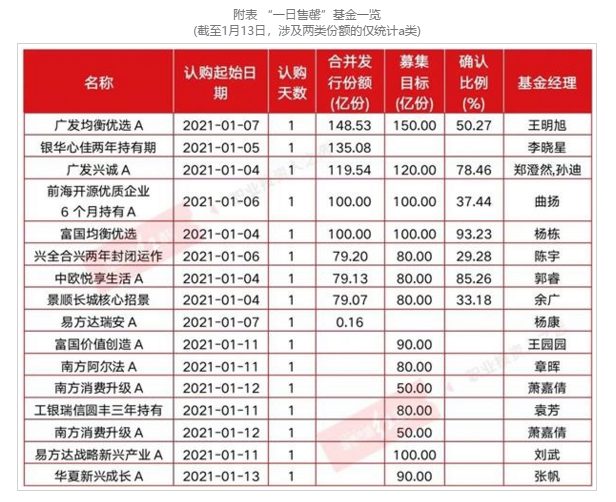 附表 “一日售罄”基金一览
(截至1月13日，涉及两类份额的仅统计a类)
名称 认购起始日期 认购天数 合并发行份额(亿份) 募集目标(亿份) 确认比例(%) 基金经理
广发均衡优选 A 2021-01-07 1 148.53 150.00 50.27 王明旭
银华心佳两年持有期 2021-01-05 1 135.08 李晓星
广发兴诚 A 2021-01-04 1 119.54 120.00 78.46 郑澄然,孙迪
前海开源优质企业 6 个月持有 A 2021-01-06 1 100.00 100.00 37.44 曲扬
富国均衡优选 2021-01-04 1 100.00 100.00 93.23 杨栋
兴全合兴两年封闭运作 2021-01-06 1 79.20 80.00 29.28 陈宇
中欧悦享生活 A 2021-01-04 1 79.13 80.00 85.26 郭睿
景顺长城核心招景 2021-01-04 1 79.07 80.00 33.18 余广
易方达瑞安 A 2021-01-07 1 0.16 杨康
富国价值创造 A 2021-01-11 1 90.00 王园园
南方阿尔法 A 2021-01-11 1 80.00 章晖
南方消费升级 A 2021-01-12 1 50.00 萧嘉倩
工银瑞信圆丰三年持有 2021-01-11 1 80.00 袁芳
南方消费升级 A 2021-01-12 1 50.00 萧嘉倩
易方达战略新兴产业 A 2021-01-11 1 100.00 刘武
华夏新兴成长 A 2021-01-13 1 90.00 张帆